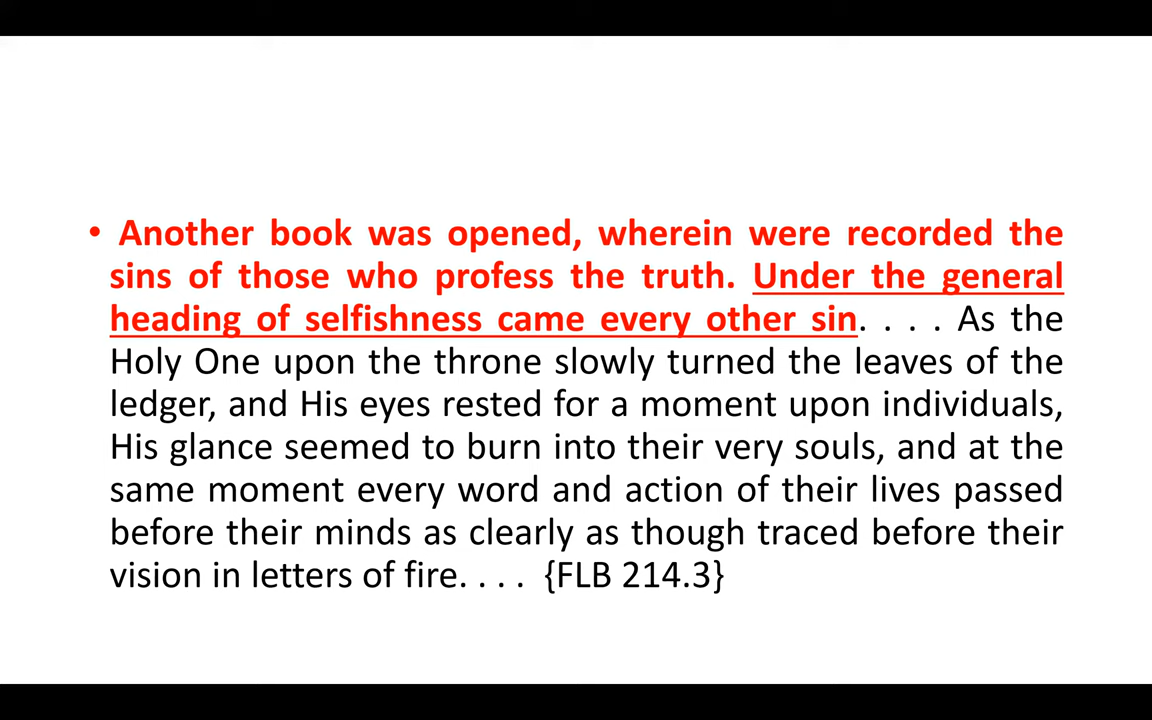 • Another book was opened, wherein were recorded the
sins of those who profess the truth. Under the general
heading of selfishness came every other sin. . . . As the
Holy One upon the throne slowly turned the leaves of the
ledger, and His eyes rested for a moment upon individuals,
His glance seemed to burn into their very souls, and at the
same moment every word and action of their lives passed
before their minds as clearly as though traced before their
vision in letters of fire. . . . {FLB 214.3}